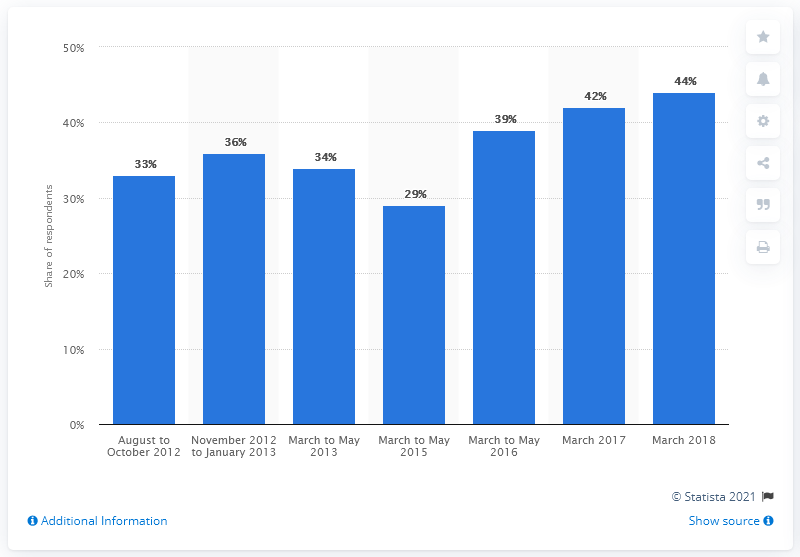 50%
40%
30%
20%
10%
0%
Share of respondents
33%
36%
34%
29%
39%
42%
44%
August to
October 2012
November 2012
to January 2013
March to May
2013
March to May
2015
March to May
2016
March 2017
March 2018
© Statista 2021
Additional Information
Show source